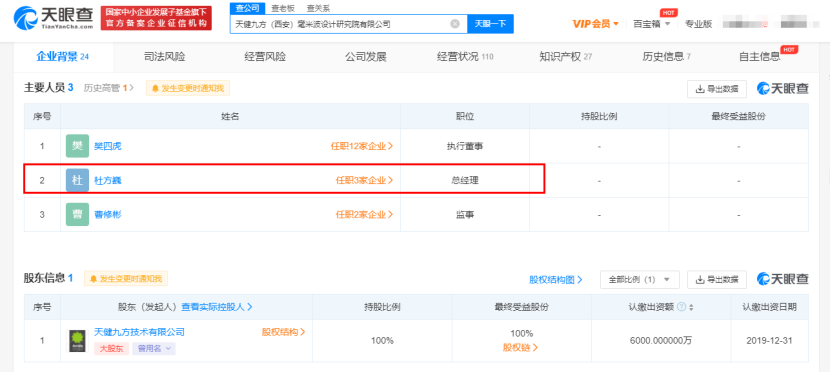 天眼查
TianYanCha.com
国家中小企业发展子基金旗下
官方备案企业征信机构
查公司 查老板 查关系
天健九方（西安）毫米波设计研究院有限公司
天眼一下
VIP会员
百宝箱
HOT
专业版
企业背景 24
司法风险
经营风险
公司发展
经营状况 110
知识产权 27
历史信息 7
自主信息
HOT
主要人员 3 历史高管 1> 发生变更时通知我
导出数据
天眼查
序号 姓名 职位 持股比例 最终受益股份
1 樊 樊四虎 任职12家企业> 执行董事 - -
2 杜 杜方巍 任职3家企业> 总经理 - -
3 曹 曹修彬 任职2家企业> 监事 - -
股东信息 1 发生变更时通知我
股权结构图>
全部比例（1）
导出数据
天眼查
序号 股东（发起人）查看实际控股人> 持股比例 最终受益股份 认缴出资额 认缴出资日期
1 天健九方技术有限公司 股权结构> 100% 100% 6000.000000万 2019-12-31
大股东 曾用名 股权链>